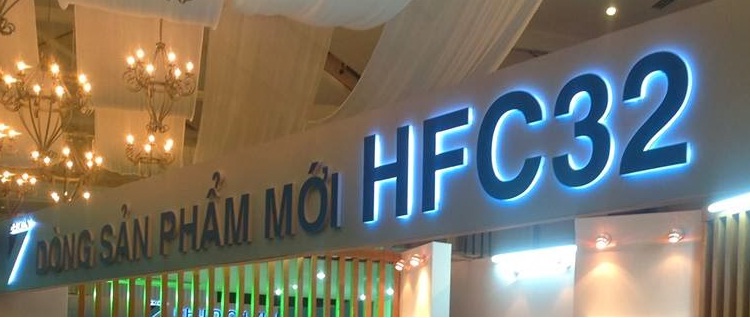 7 DÒNG SẢN PHẨM MỚI HFC32